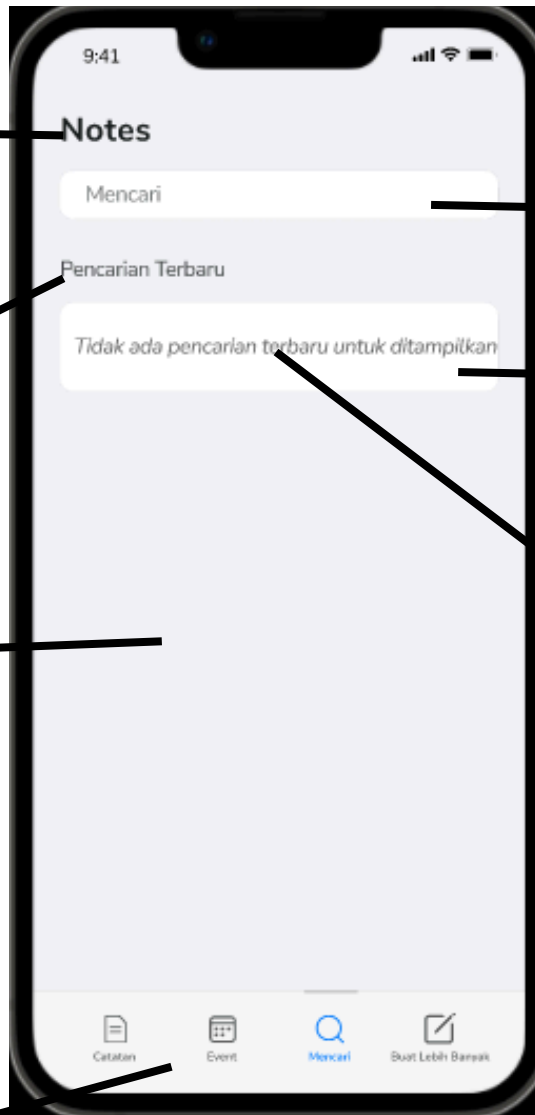 9:41
Notes
Mencari
Pencarian Terbaru
Tidak ada pencarian terbaru untuk ditampilkan
Catatan
Event
Mencari
Buat Lebih Banyak